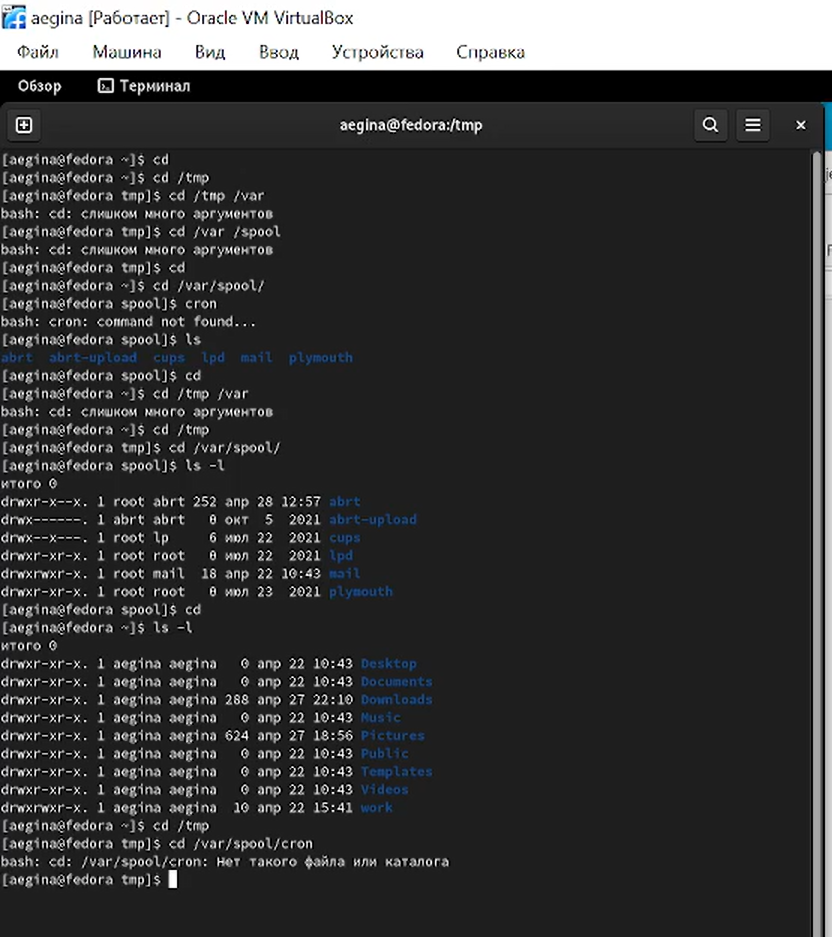 aegina [Работает] - Oracle VM VirtualBox
Файл Машина Вид Ввод Устройства Справка
Обзор Терминал
aegina@fedora:/tmp
[aegina@fedora ~]$ cd
[aegina@fedora ~]$ cd /tmp
[aegina@fedora tmp]$ cd /tmp /var
bash: cd: слишком много аргументов
[aegina@fedora tmp]$ cd /var /spool
bash: cd: слишком много аргументов
[aegina@fedora tmp]$ cd
[aegina@fedora ~]$ cd /var/spool/
[aegina@fedora spool]$ cron
bash: cron: command not found...
[aegina@fedora spool]$ ls
abrt abrt-upload cups lpd mail plymouth
[aegina@fedora spool]$ cd
[aegina@fedora ~]$ cd /tmp /var
bash: cd: слишком много аргументов
[aegina@fedora ~]$ cd /tmp
[aegina@fedora tmp]$ cd /var/spool/
[aegina@fedora spool]$ ls -l
итого 0
drwxr-x--x. 1 root abrt 252 апр 28 12:57 abrt
drwx------. 1 abrt abrt 0 окт 5 2021 abrt-upload
drwx--x---. 1 root lp 6 июл 22 2021 cups
drwxr-xr-x. 1 root root 0 июл 22 2021 lpd
drwxrwxr-x. 1 root mail 18 апр 22 10:43 mail
drwxr-xr-x. 1 root root 0 июл 23 2021 plymouth
[aegina@fedora spool]$ cd
[aegina@fedora ~]$ ls -l
итого 0
drwxr-xr-x. 1 aegina aegina 0 апр 22 10:43 Desktop
drwxr-xr-x. 1 aegina aegina 0 апр 22 10:43 Documents
drwxr-xr-x. 1 aegina aegina 288 апр 27 22:10 Downloads
drwxr-xr-x. 1 aegina aegina 0 апр 22 10:43 Music
drwxr-xr-x. 1 aegina aegina 624 апр 27 18:56 Pictures
drwxr-xr-x. 1 aegina aegina 0 апр 22 10:43 Public
drwxr-xr-x. 1 aegina aegina 0 апр 22 10:43 Templates
drwxr-xr-x. 1 aegina aegina 0 апр 22 10:43 Videos
drwxrwxr-x. 1 aegina aegina 10 апр 22 15:41 work
[aegina@fedora ~]$ cd /tmp
[aegina@fedora tmp]$ cd /var/spool/cron
bash: cd: /var/spool/cron: Нет такого файла или каталога
[aegina@fedora tmp]$